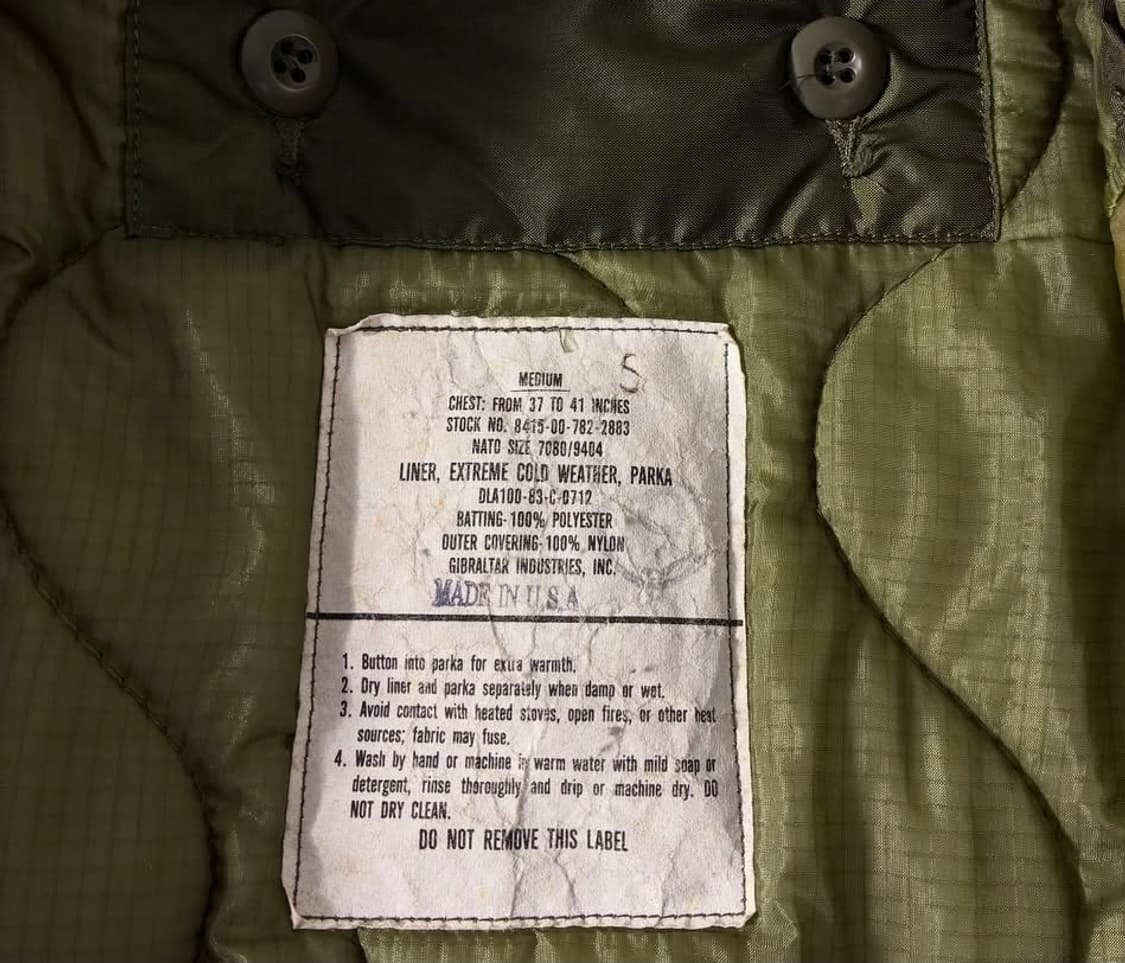 S
MEDIUM
CHEST: FROM 37 TO 41 INCHES
STOCK NO. 8415-00-782-2883
NATO SIZE 7080/9404
LINER, EXTREME COLD WEATHER, PARKA
DLA100-83-C-0712
BATTING-100% POLYESTER
OUTER COVERING-100% NYLON
GIBRALTAR INDUSTRIES, INC.
MADE IN U.S.A
1. Button into parka for extra warmth.
2. Dry liner and parka separately when damp or wet.
3. Avoid contact with heated stoves, open fires, or other heat
sources; fabric may fuse.
4. Wash by hand or machine in warm water with mild soap or
detergent, rinse thoroughly and drip or machine dry. DO
NOT DRY CLEAN.
DO NOT REMOVE THIS LABEL